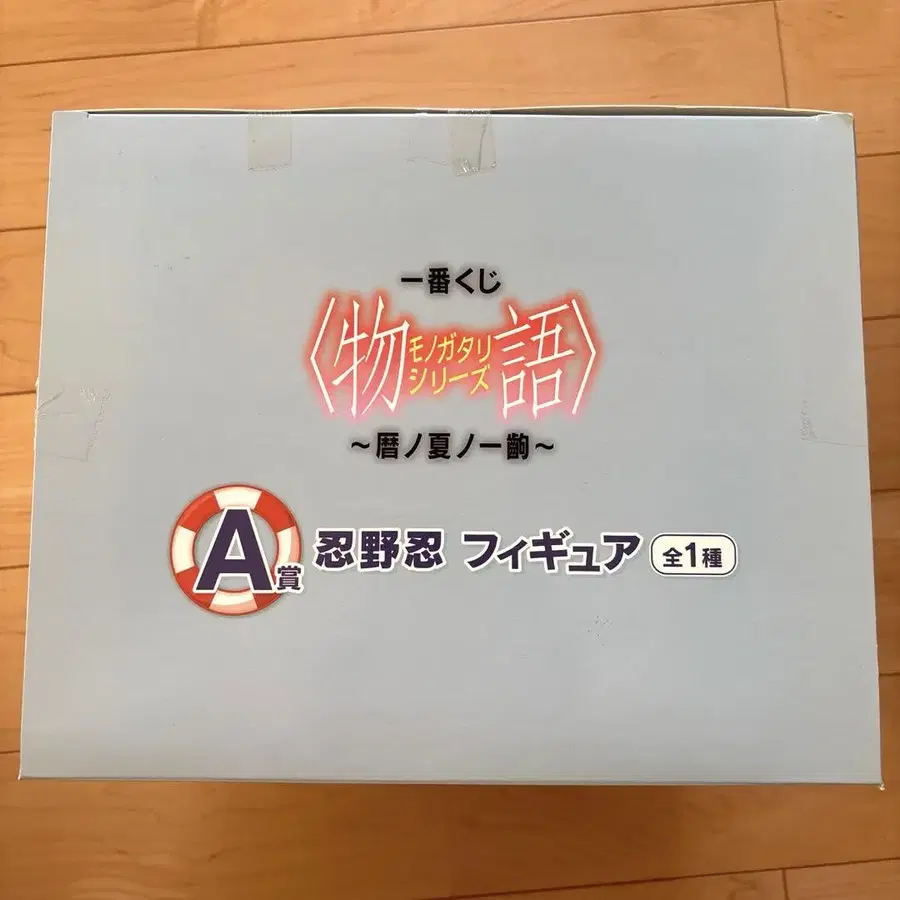 一番くじ
〈物語〉
モノガタリ
シリーズ
~暦ノ夏ノ一齣~
A賞 忍野忍 フィギュア 全1種